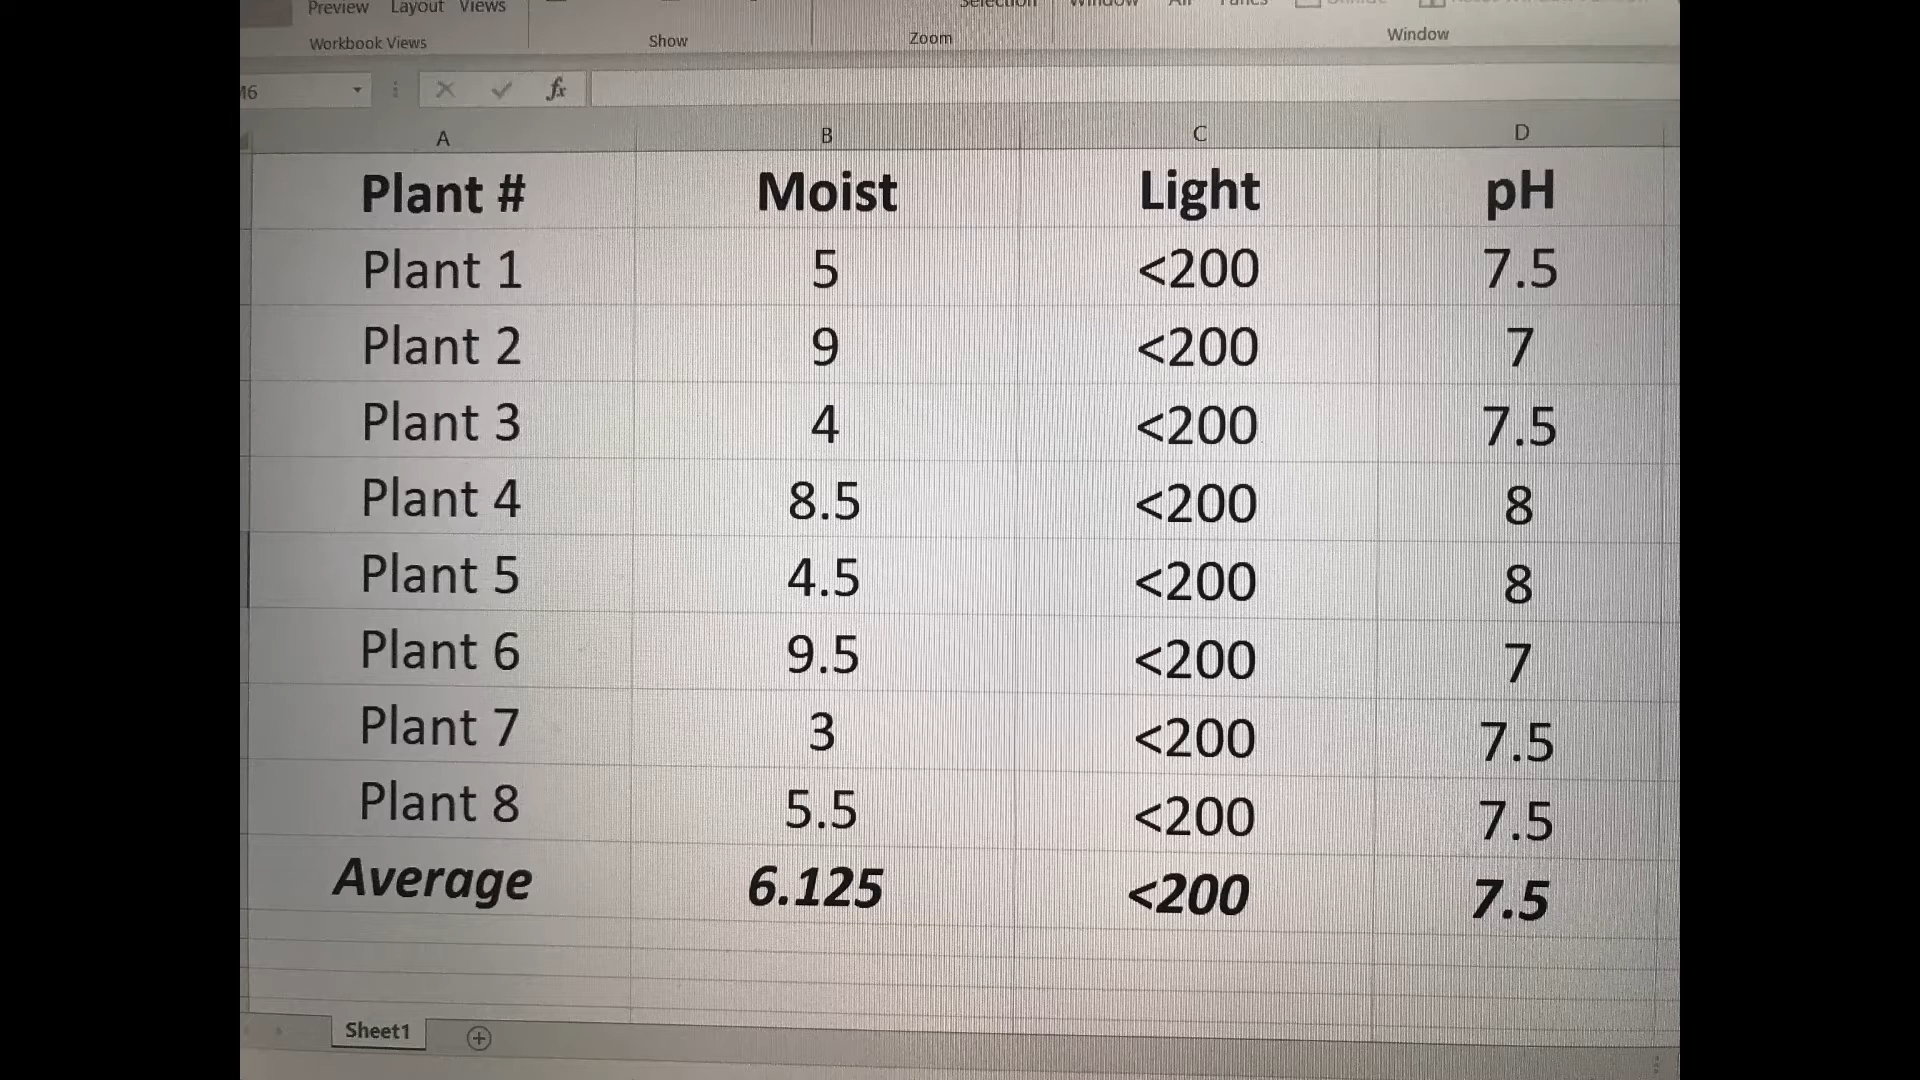 Preview Layout Views
Workbook Views Show Zoom Window
fx
A B C D
Plant # Moist Light pH
Plant 1 5 <200 7.5
Plant 2 9 <200 7
Plant 3 4 <200 7.5
Plant 4 8.5 <200 8
Plant 5 4.5 <200 8
Plant 6 9.5 <200 7
Plant 7 3 <200 7.5
Plant 8 5.5 <200 7.5
Average 6.125 <200 7.5
Sheet1